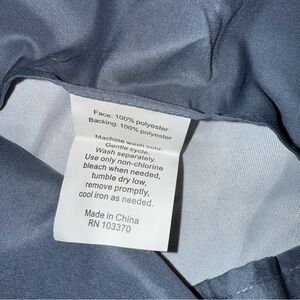 Face: 100% polyester
Backing: 100% polyester
Machine wash cold.
Gentle cycle.
Wash separately.
Use only non-chlorine
bleach when needed,
tumble dry low,
remove promptly,
cool iron as needed.
Made in China
RN 103370